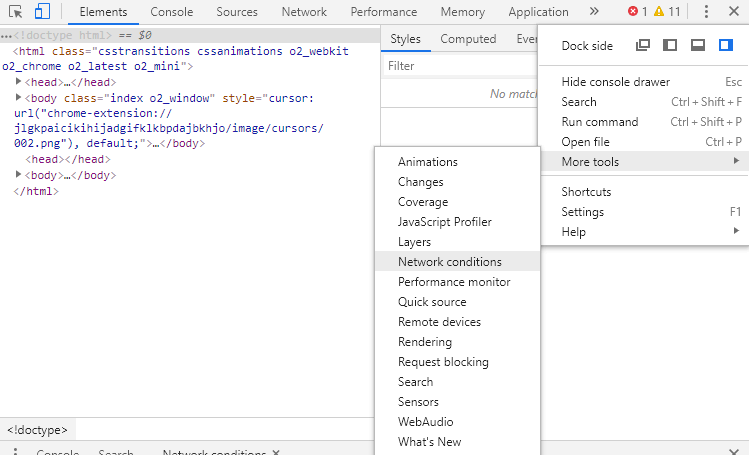 Elements Console Sources Network Performance Memory Application » 1 11
...<!doctype html> == $0
<html class="csstransitions cssanimations o2_webkit
o2_chrome o2_latest o2_mini">
<head>…</head>
<body class="index o2_window" style="cursor:
url("chrome-extension://
jlgkpaicikihijadgifklkbpdajbkhjo/image/cursors/
002.png"), default;">…</body>
<head></head>
<body>…</body>
</html>
<!doctype>
Styles Computed Eve
Filter
No matc
Dock side
Hide console drawer Esc
Search Ctrl + Shift + F
Run command Ctrl + Shift + P
Open file Ctrl + P
More tools
Shortcuts
Settings F1
Help
Animations
Changes
Coverage
JavaScript Profiler
Layers
Network conditions
Performance monitor
Quick source
Remote devices
Rendering
Request blocking
Search
Sensors
WebAudio
What's New
Console Search Network conditions ×